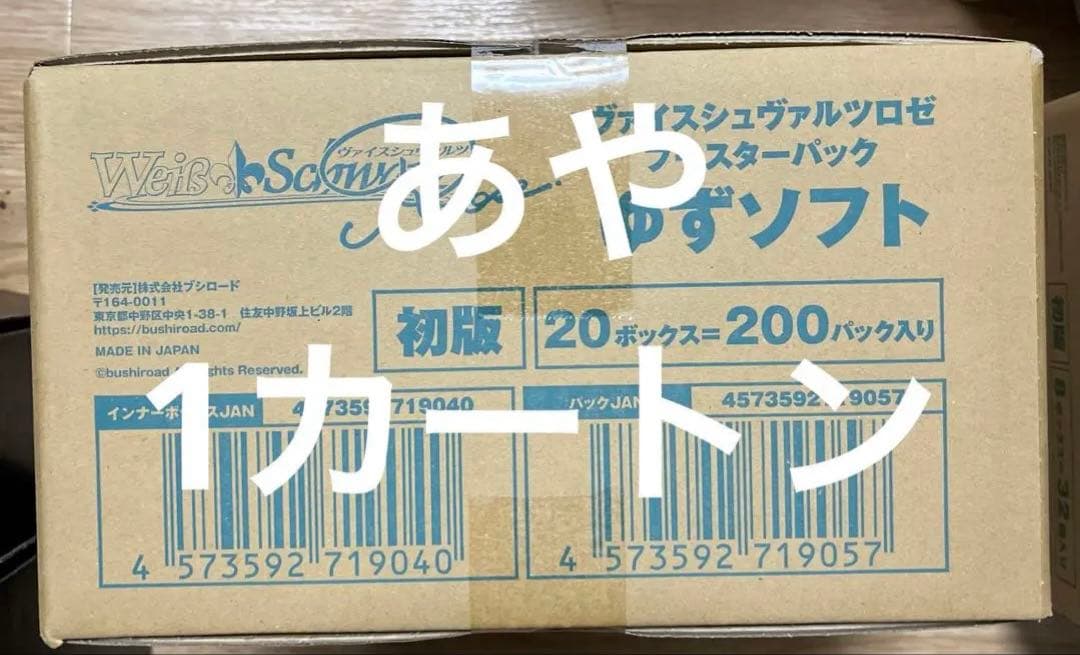 あや
1カートン
Weiß Schwarz
ヴァイスシュヴァルツ
ヴァイスシュヴァルツロゼ
ブースターパック
ゆずソフト
[発売元]株式会社ブシロード
〒164-0011
東京都中野区中央1-38-1 住友中野坂上ビル2階
https://bushiroad.com/
MADE IN JAPAN
©bushiroad All Rights Reserved.
初版
20ボックス=200パック入り
インナーボックスJAN 4573592719040
パックJAN 4573592719057
4 573592 719040
4 573592 719057
初版